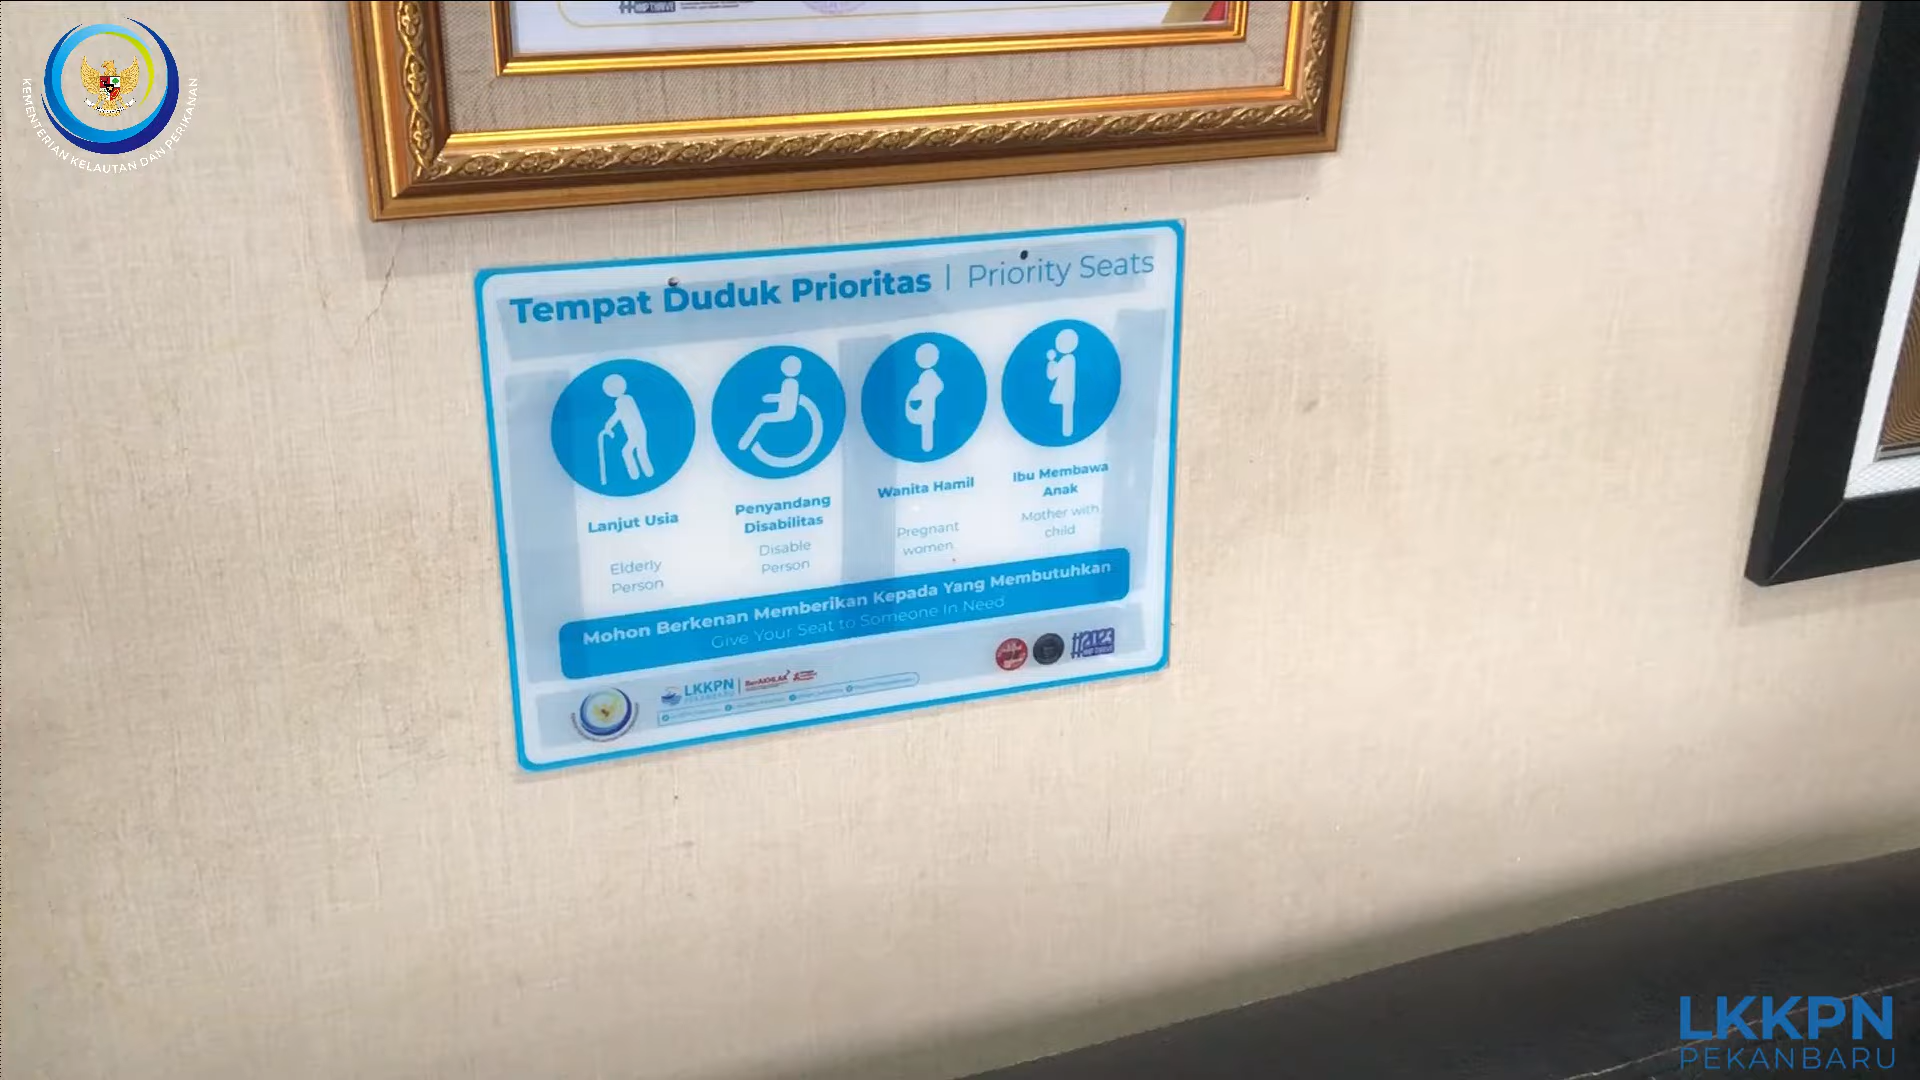 KEMENTERIAN KELAUTAN DAN PERIKANAN
Tempat Duduk Prioritas | Priority Seats
Lanjut Usia
Elderly
Person
Penyandang
Disabilitas
Disable
Person
Wanita Hamil
Pregnant
women
Ibu Membawa
Anak
Mother with
child
Mohon Berkenan Memberikan Kepada Yang Membutuhkan
Give Your Seat to Someone In Need
LKKPN
PEKANBARU
BerAKHLAK
LKKPN
PEKANBARU